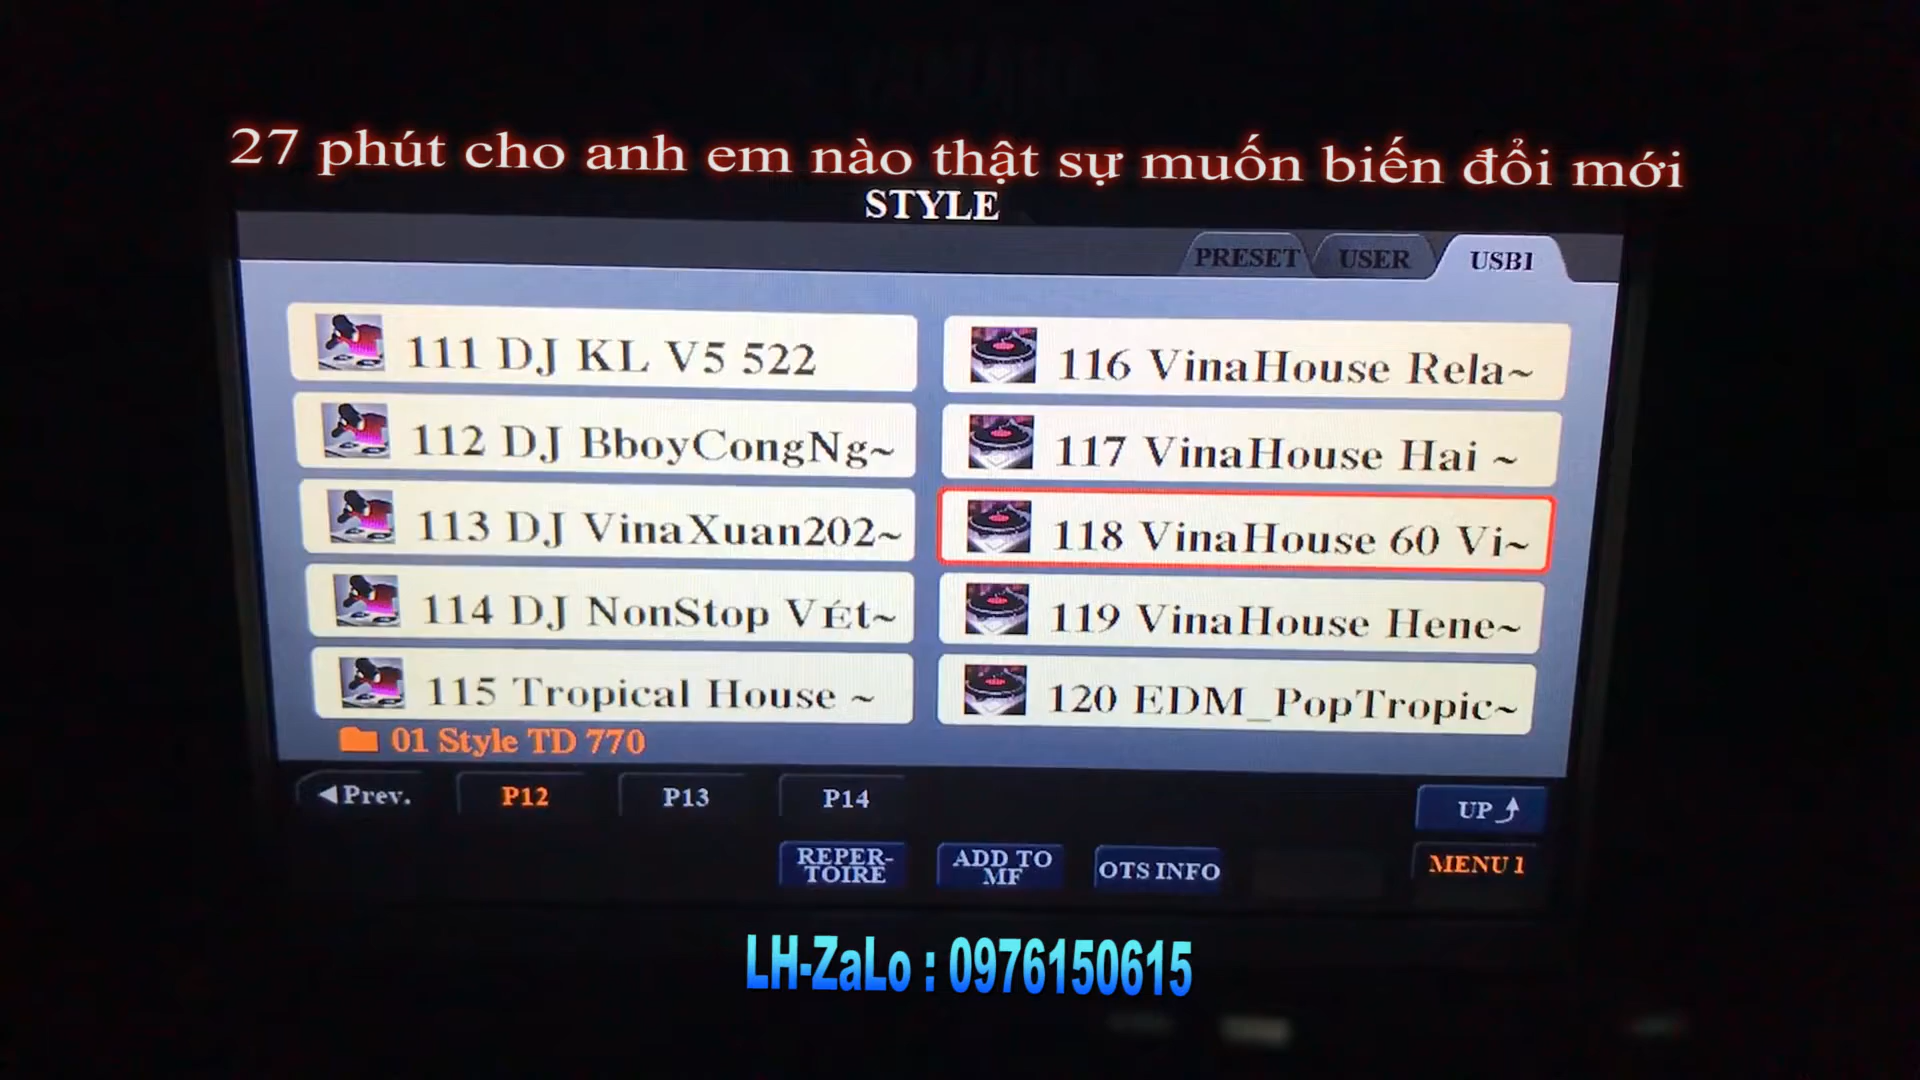 27 phút cho anh em nào thật sự muốn biến đổi mới
STYLE
PRESET
USER
USB1
111 DJ KL V5 522
112 DJ BboyCongNg~
113 DJ VinaXuan202~
114 DJ NonStop VÉt~
115 Tropical House ~
116 VinaHouse Rela~
117 VinaHouse Hai ~
118 VinaHouse 60 Vi~
119 VinaHouse Hene~
120 EDM_PopTropic~
01 Style TD 770
Prev.
P12
P13
P14
UP
REPER-
TOIRE
ADD TO
MF
OTS INFO
MENU 1
LH-ZaLo : 0976150615